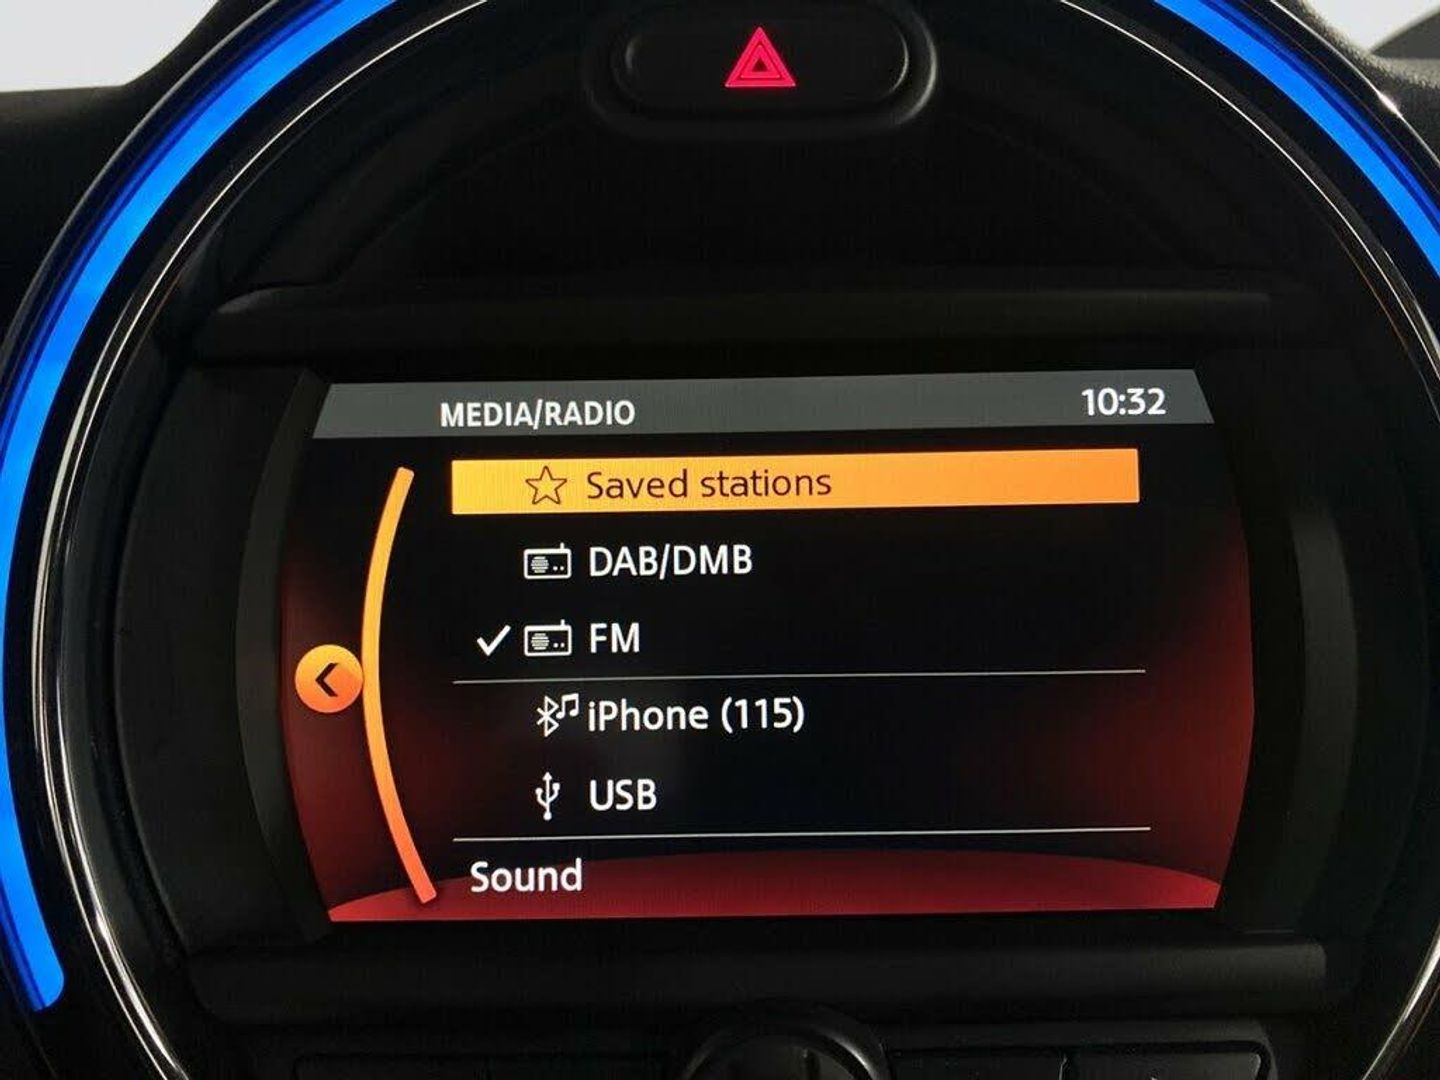 MEDIA/RADIO 10:32
Saved stations
DAB/DMB
FM
iPhone (115)
USB
Sound